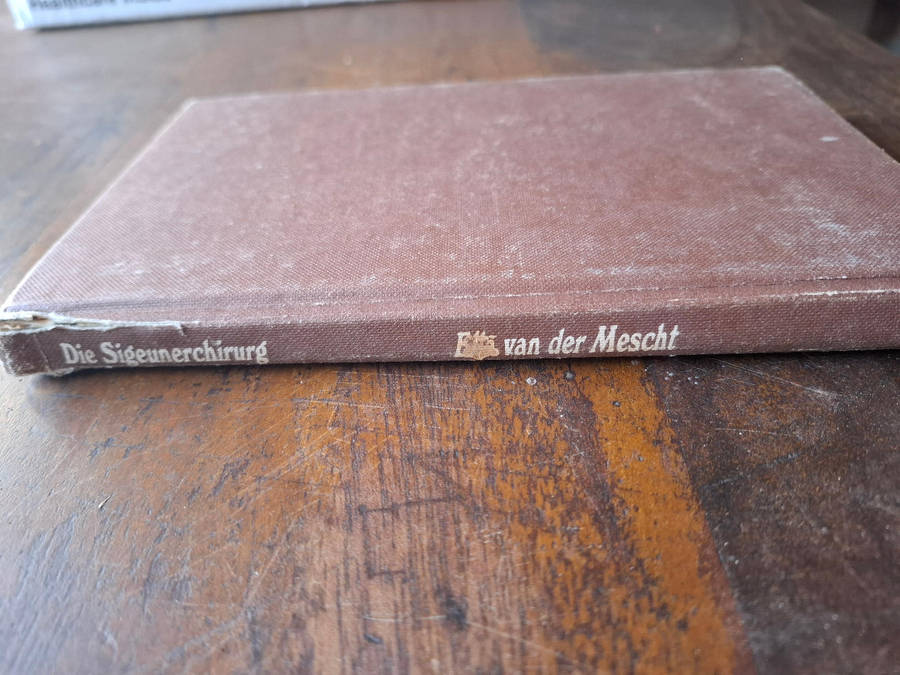 Die Sigeunerchirurg
van der Mescht